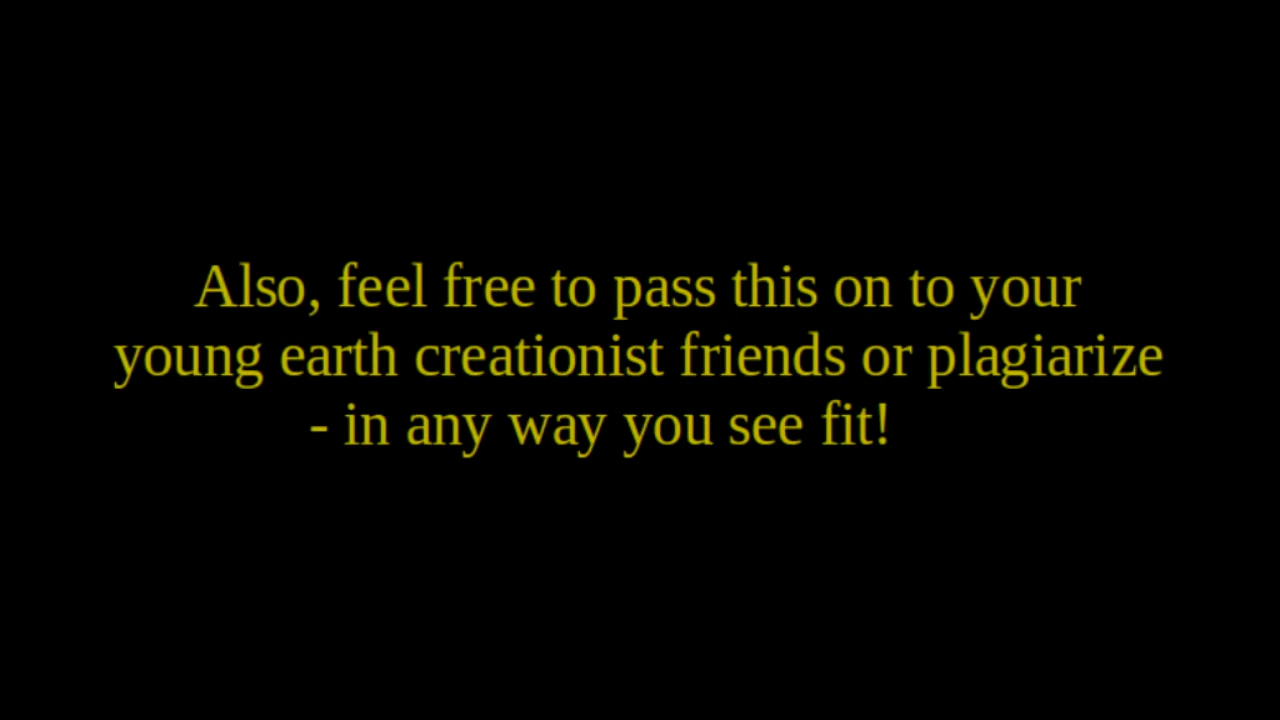 Also, feel free to pass this on to your
young earth creationist friends or plagiarize
- in any way you see fit!